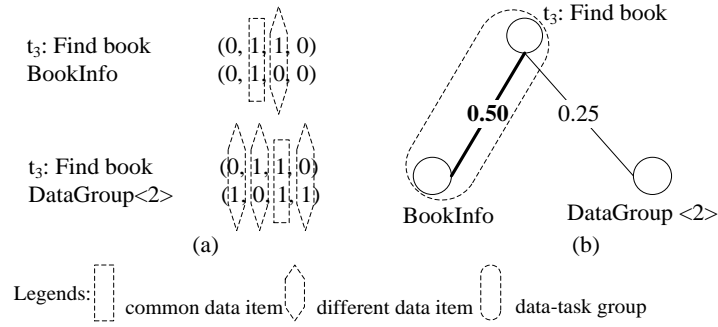 t3: Find book (0, 1, 1, 0)
BookInfo (0, 1, 0, 0)
t3: Find book (0, 1, 1, 0)
DataGroup<2> (1, 0, 1, 1)
(a)
t3: Find book
0.50 0.25
BookInfo DataGroup <2>
(b)
Legends: common data item different data item data-task group